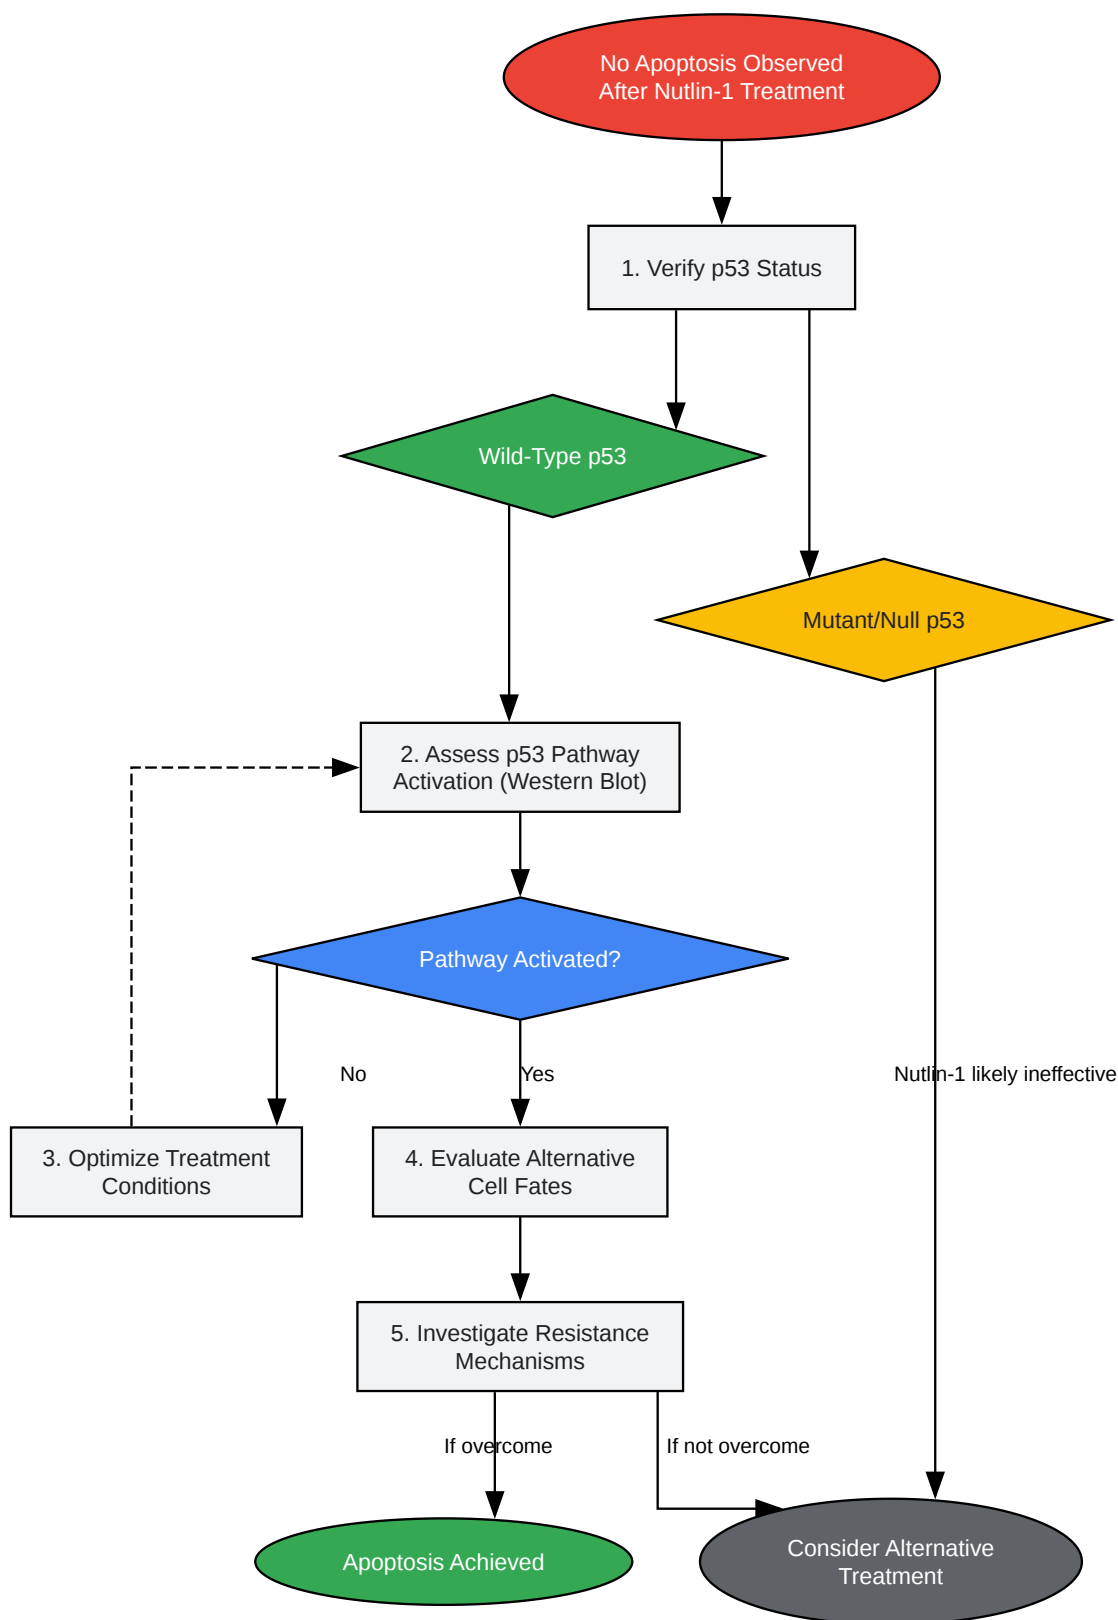 No Apoptosis Observed
After Nutlin-1 Treatment
1. Verify p53 Status
Wild-Type p53
Mutant/Null p53
2. Assess p53 Pathway
Activation (Western Blot)
Pathway Activated?
No
Yes
Nutlin-1 likely ineffective
3. Optimize Treatment
Conditions
4. Evaluate Alternative
Cell Fates
5. Investigate Resistance
Mechanisms
If overcome
If not overcome
Apoptosis Achieved
Consider Alternative
Treatment